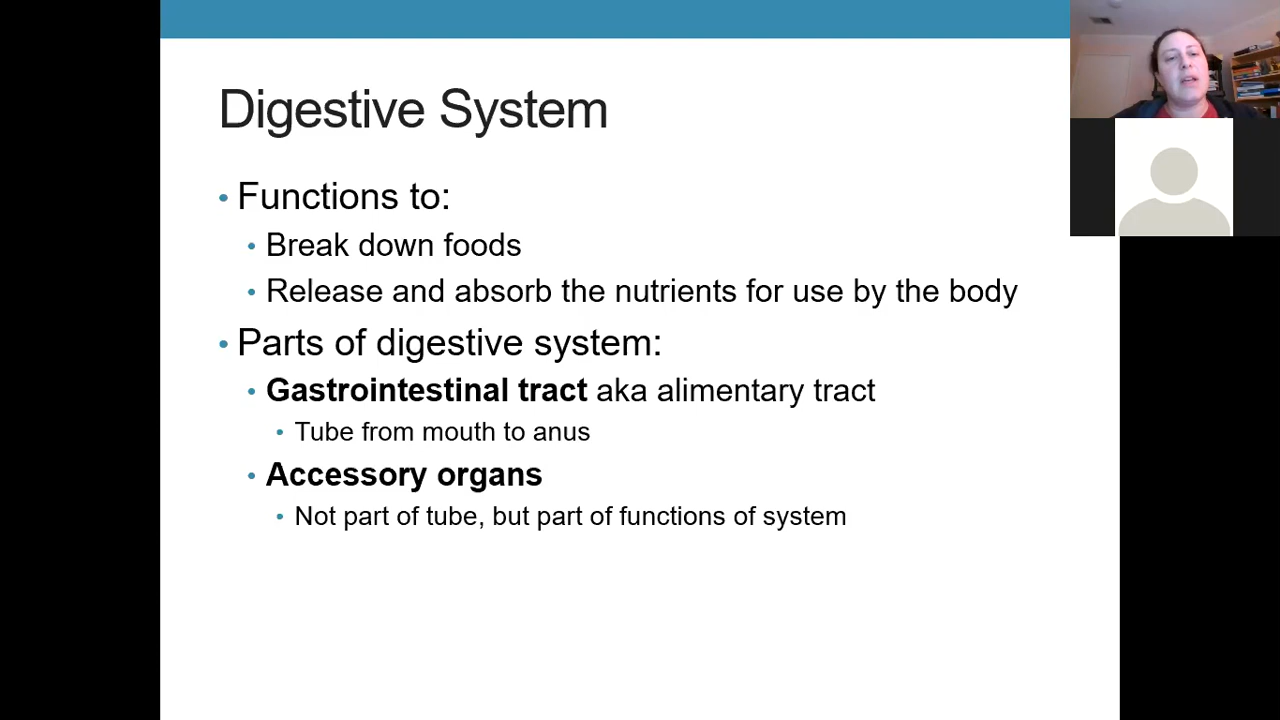 Digestive System
• Functions to:
• Break down foods
• Release and absorb the nutrients for use by the body
• Parts of digestive system:
• Gastrointestinal tract aka alimentary tract
• Tube from mouth to anus
• Accessory organs
• Not part of tube, but part of functions of system